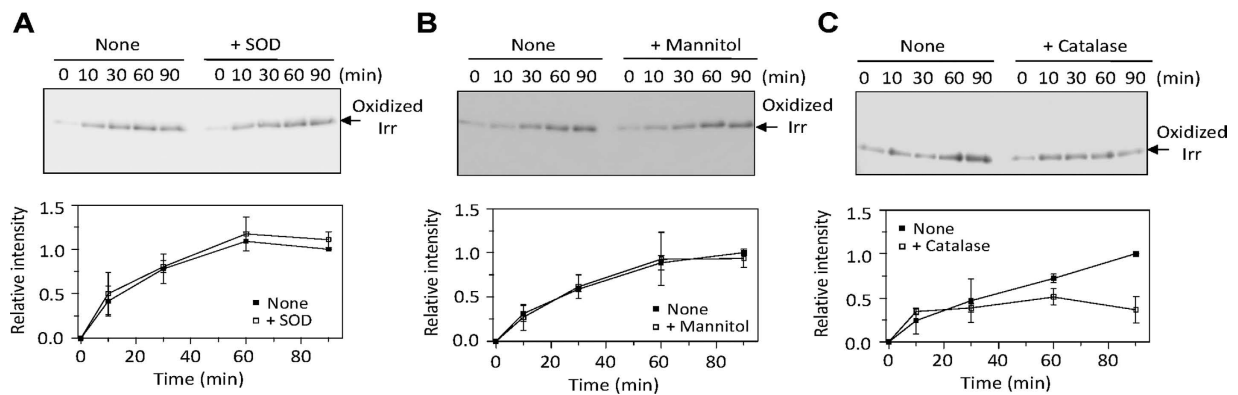 A
None + SOD
0 10 30 60 90 0 10 30 60 90 (min)
Oxidized
Irr
Relative intensity
1.5
1.0
0.5
0.0
None
+ SOD
0 20 40 60 80
Time (min)
B
None + Mannitol
0 10 30 60 90 0 10 30 60 90 (min)
Oxidized
Irr
Relative intensity
1.5
1.0
0.5
0.0
None
+ Mannitol
0 20 40 60 80
Time (min)
C
None + Catalase
0 10 30 60 90 0 10 30 60 90 (min)
Oxidized
Irr
Relative intensity
1.5
1.0
0.5
0.0
None
+ Catalase
0 20 40 60 80
Time (min)